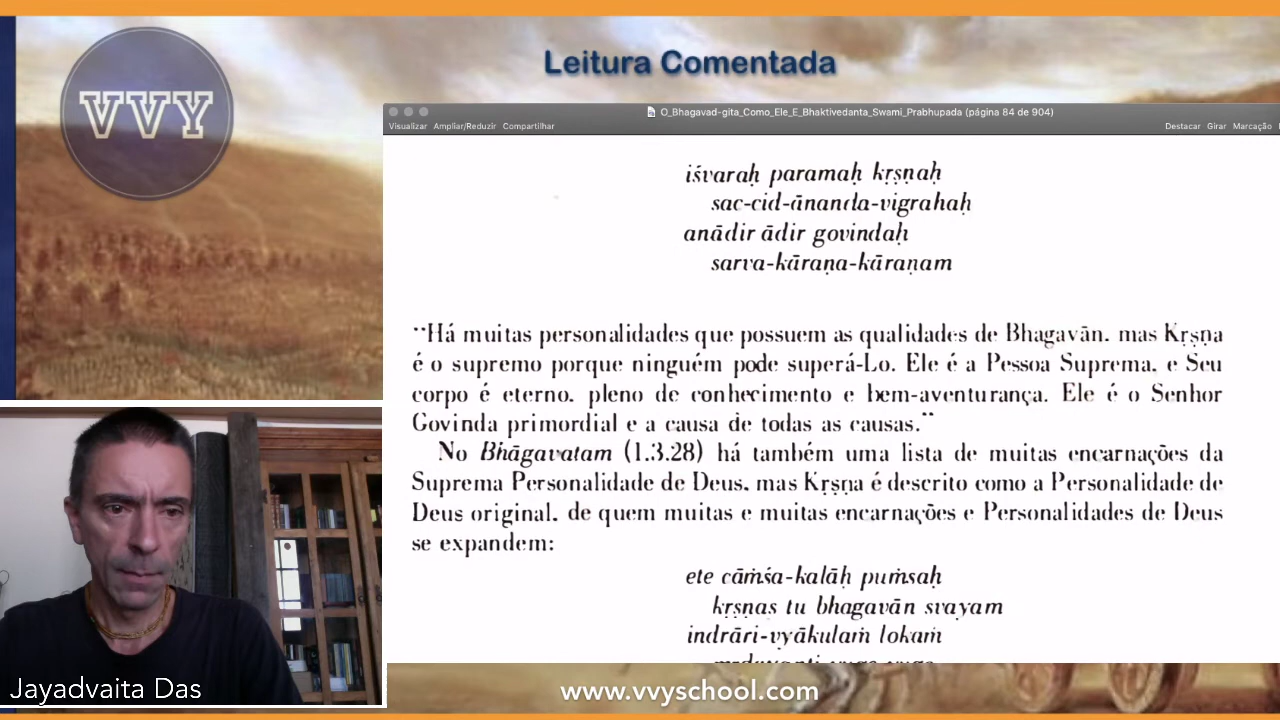 Leitura Comentada
VVY
O_Bhagavad-gita_Como_Ele_E_Bhaktivedanta_Swami_Prabhupada (página 84 de 904)
Visualizar Ampliar/Reduzir Compartilhar Destacar Girar Marcação
iśvaraḥ paramaḥ kṛṣṇaḥ
sac-cid-ānanda-vigrahaḥ
anādir ādir govindaḥ
sarva-kāraṇa-kāraṇam
"Há muitas personalidades que possuem as qualidades de Bhagavān, mas Kṛṣṇa
é o supremo porque ninguém pode superá-Lo. Ele é a Pessoa Suprema, e Seu
corpo é eterno, pleno de conhecimento e bem-aventurança. Ele é o Senhor
Govinda primordial e a causa de todas as causas."
No Bhāgavatam (1.3.28) há também uma lista de muitas encarnações da
Suprema Personalidade de Deus, mas Kṛṣṇa é descrito como a Personalidade de
Deus original, de quem muitas e muitas encarnações e Personalidades de Deus
se expandem:
ete cāṁśa-kalāḥ puṁsaḥ
kṛṣṇas tu bhagavān svayam
indrāri-vyākulaṁ lokaṁ
Jayadvaita Das
www.vvyschool.com